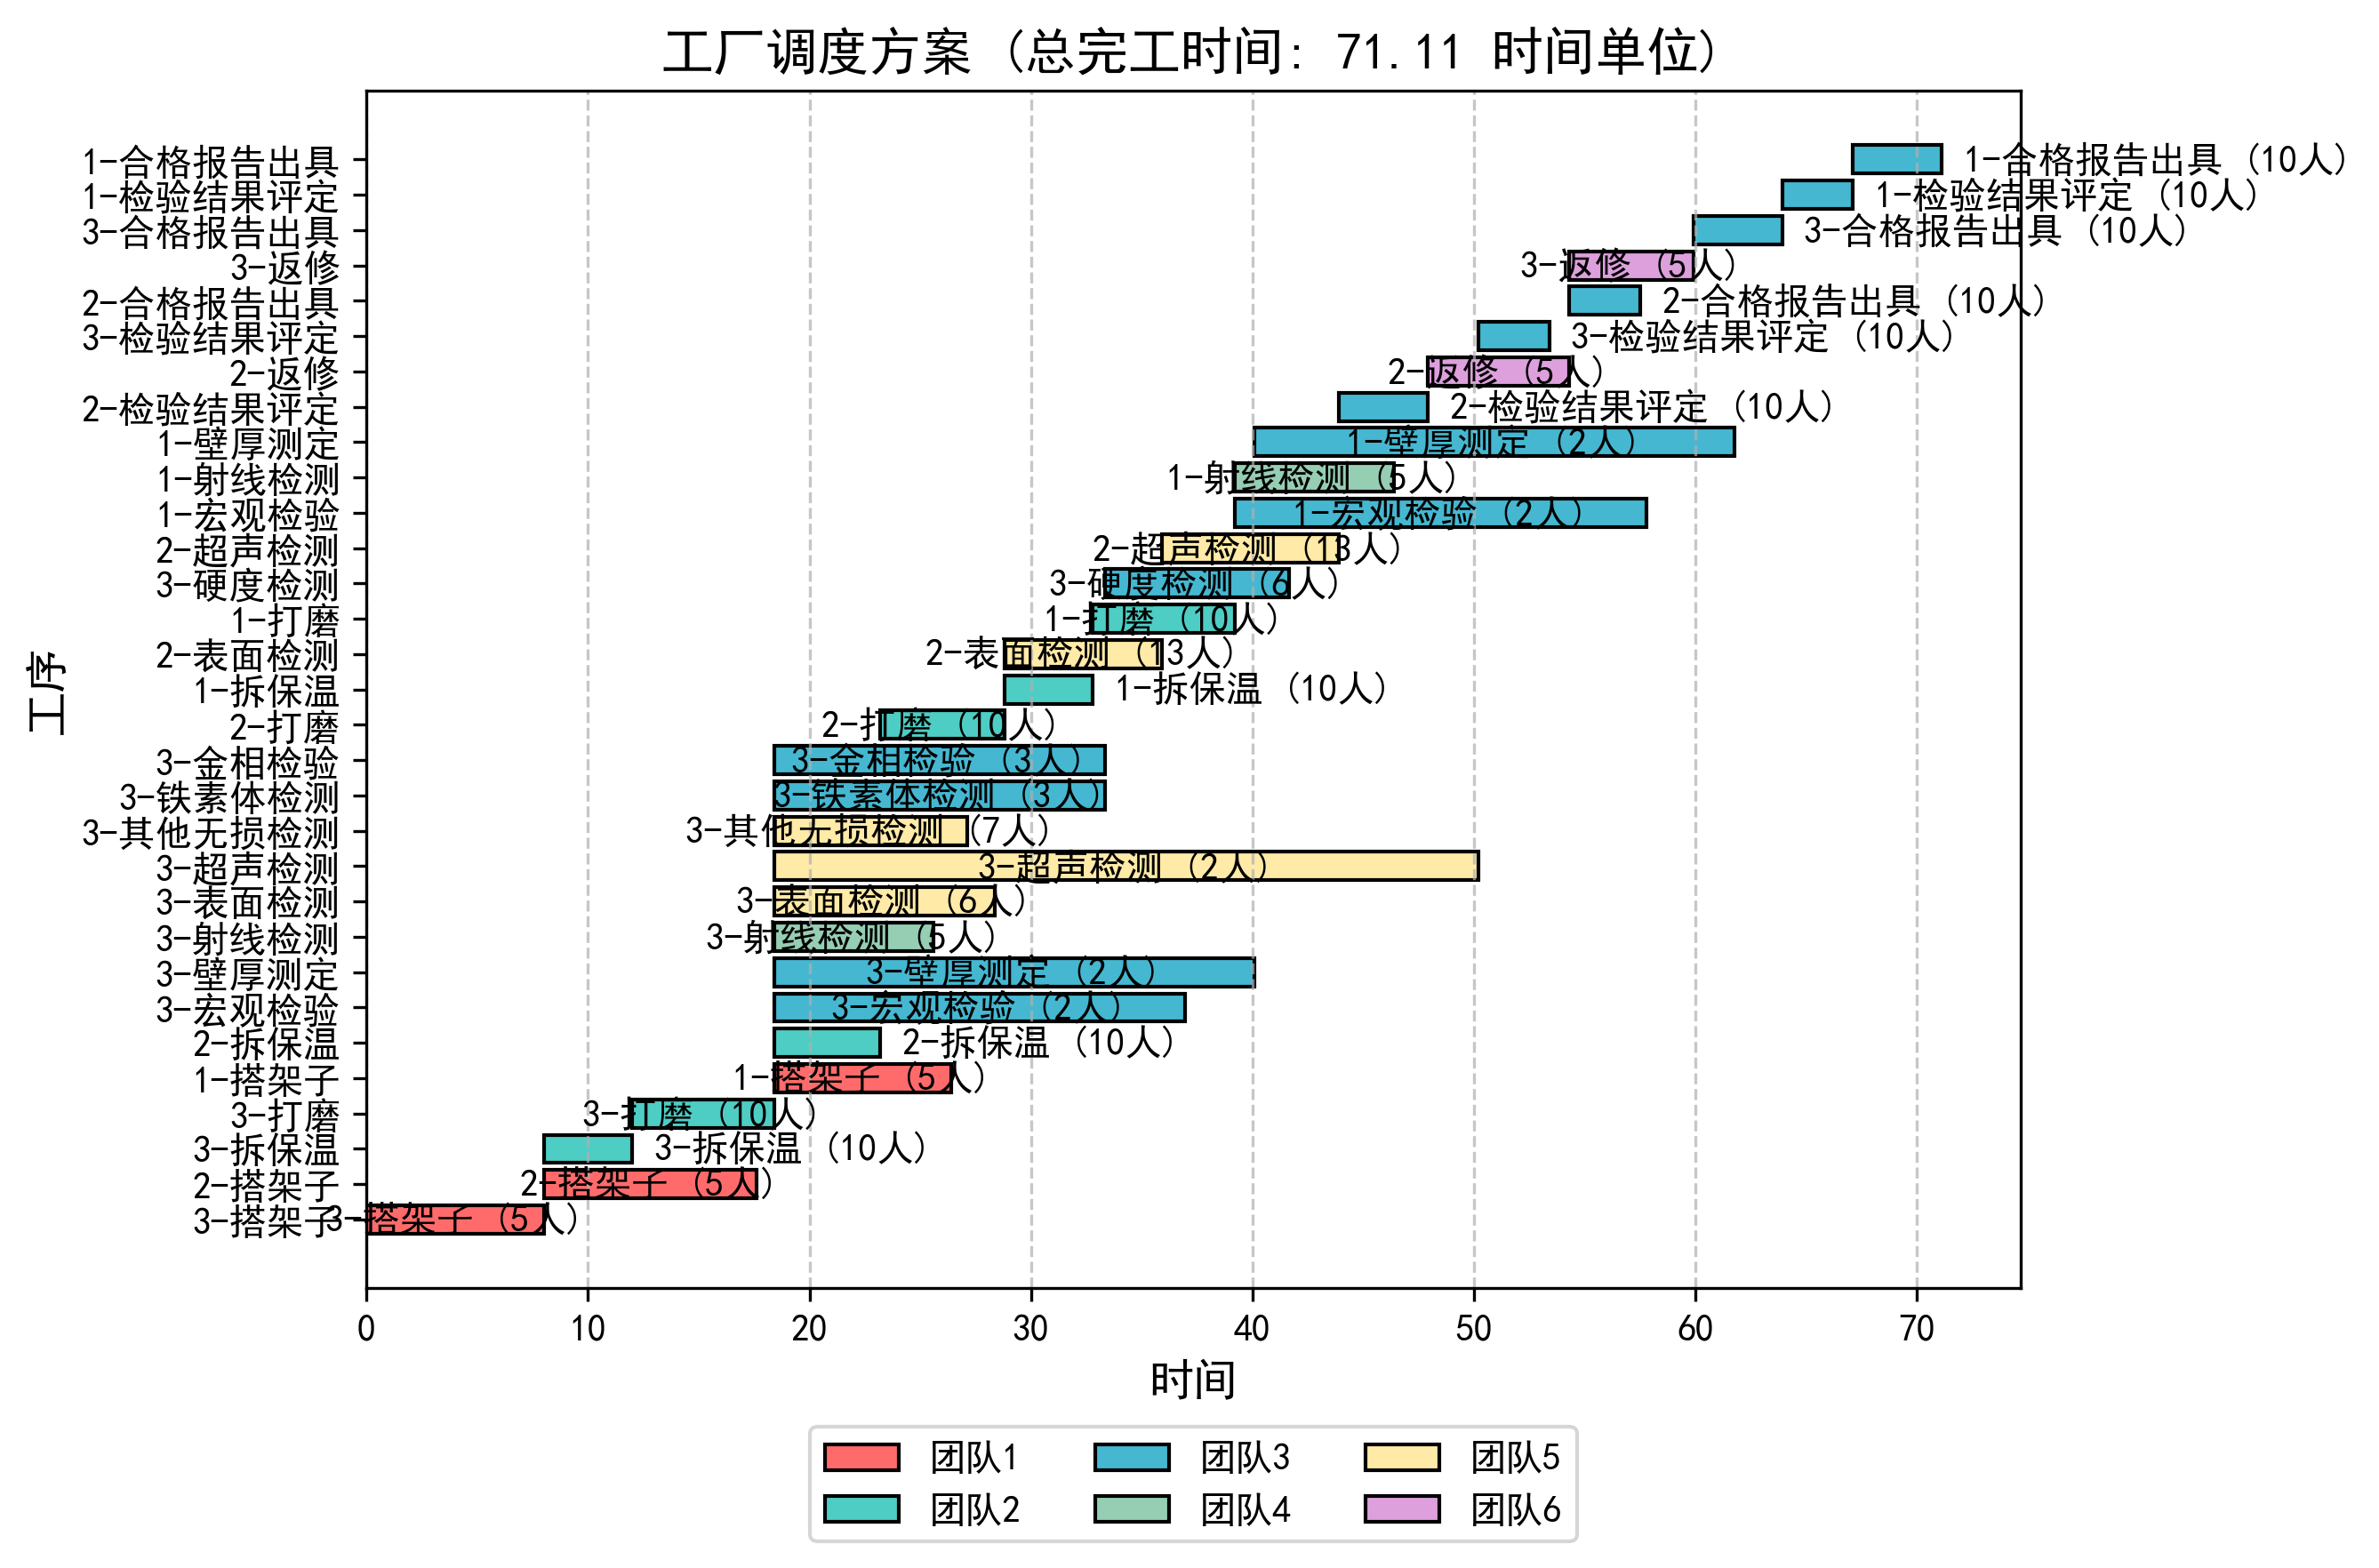 工厂调度方案 (总完工时间: 71.11 时间单位)
工序
1-合格报告出具
1-合格报告出具 (10人)
1-检验结果评定
1-检验结果评定 (10人)
3-合格报告出具
3-合格报告出具 (10人)
3-返修
3-返修 (5人)
2-合格报告出具
2-合格报告出具 (10人)
3-检验结果评定
3-检验结果评定 (10人)
2-返修
2-返修 (5人)
2-检验结果评定
2-检验结果评定 (10人)
1-壁厚测定
1-壁厚测定 (2人)
1-射线检测
1-射线检测 (5人)
1-宏观检验
1-宏观检验 (2人)
2-超声检测
2-超声检测 (13人)
3-硬度检测
3-硬度检测 (6人)
1-打磨
1-打磨 (10人)
2-表面检测
2-表面检测 (13人)
1-拆保温
1-拆保温 (10人)
2-打磨
2-打磨 (10人)
3-金相检验
3-金相检验 (3人)
3-铁素体检测
3-铁素体检测 (3人)
3-其他无损检测
3-其他无损检测 (7人)
3-超声检测
3-超声检测 (2人)
3-表面检测
3-表面检测 (6人)
3-射线检测
3-射线检测 (5人)
3-壁厚测定
3-壁厚测定 (2人)
3-宏观检验
3-宏观检验 (2人)
2-拆保温
2-拆保温 (10人)
1-搭架子
1-搭架子 (5人)
3-打磨
3-打磨 (10人)
3-拆保温
3-拆保温 (10人)
2-搭架子
2-搭架子 (5人)
3-搭架子
3-搭架子 (5人)
0 10 20 30 40 50 60 70
时间
团队1 团队3 团队5
团队2 团队4 团队6